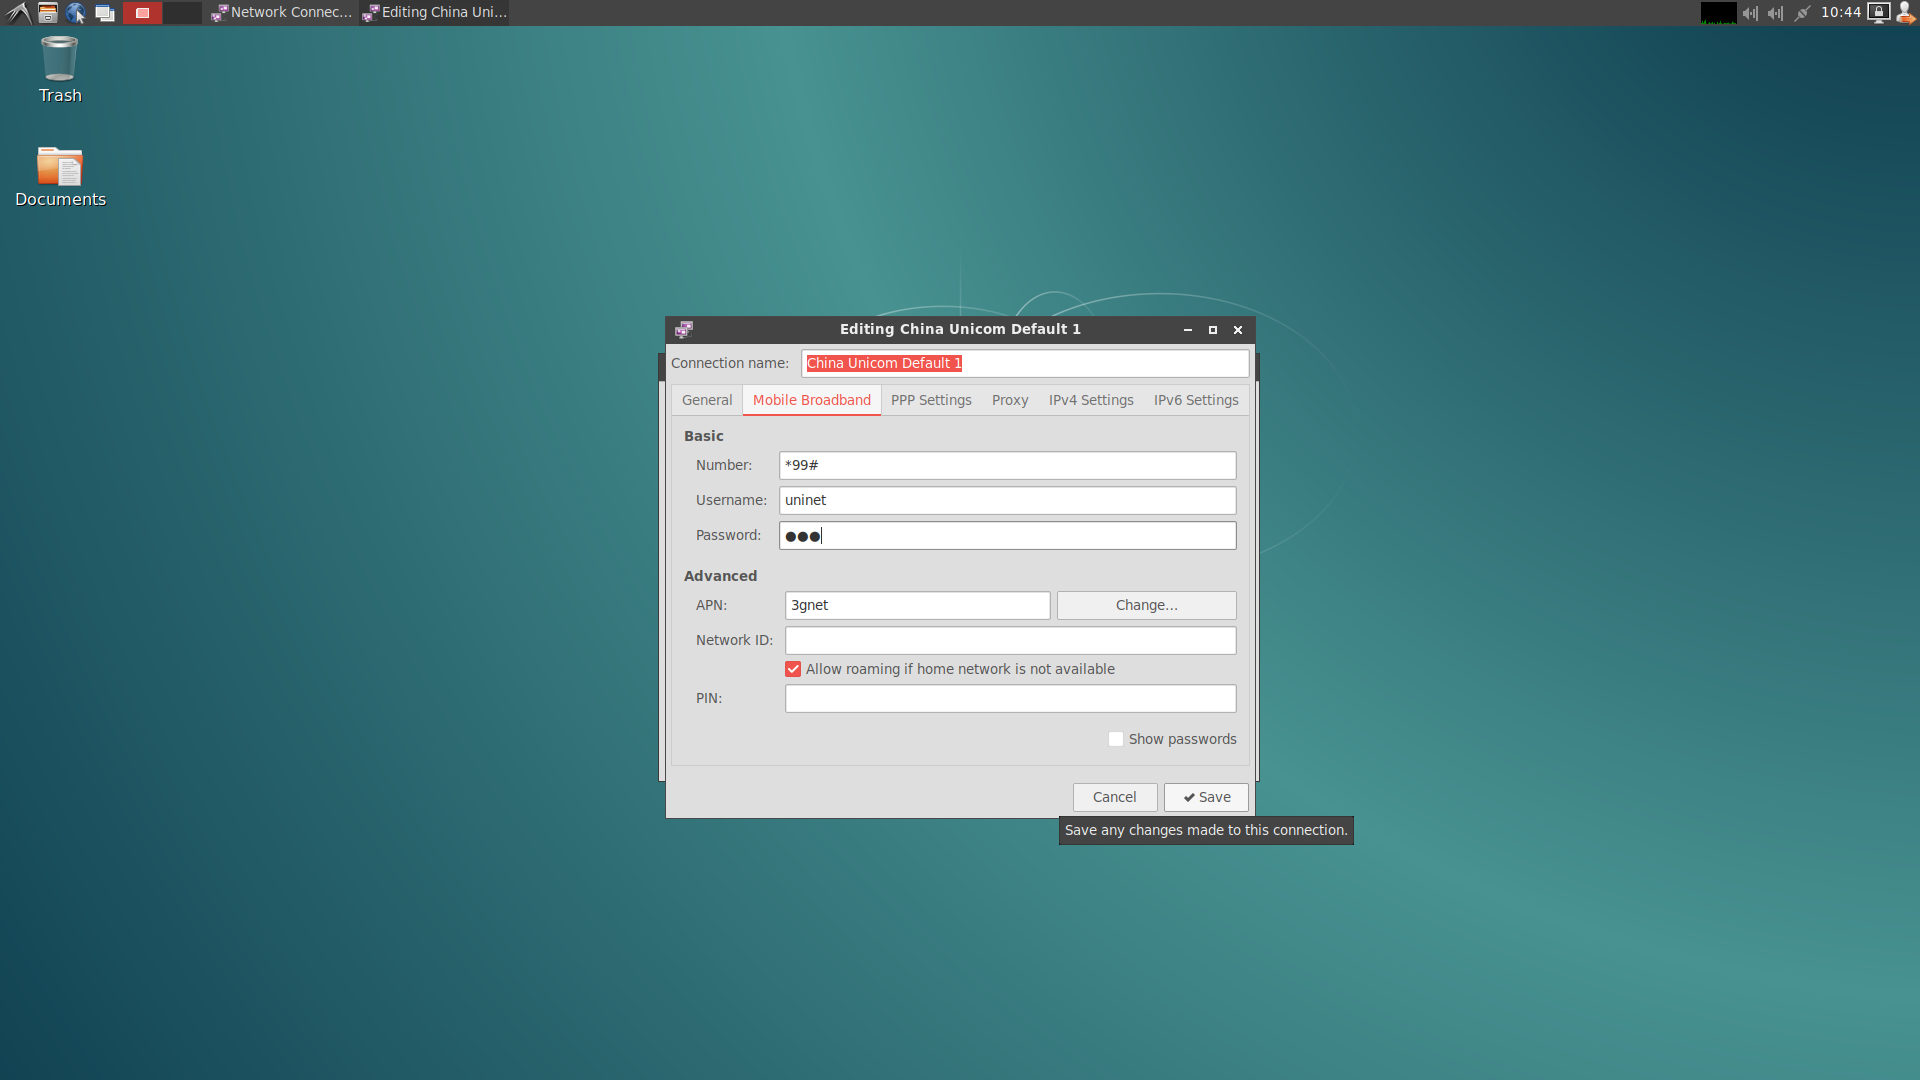 Network Connec...
Editing China Uni...
10:44
Trash
Documents
Editing China Unicom Default 1
Connection name: China Unicom Default 1
General Mobile Broadband PPP Settings Proxy IPv4 Settings IPv6 Settings
Basic
Number: *99#
Username: uninet
Password: ●●●
Advanced
APN: 3gnet Change...
Network ID:
Allow roaming if home network is not available
PIN:
Show passwords
Cancel Save
Save any changes made to this connection.